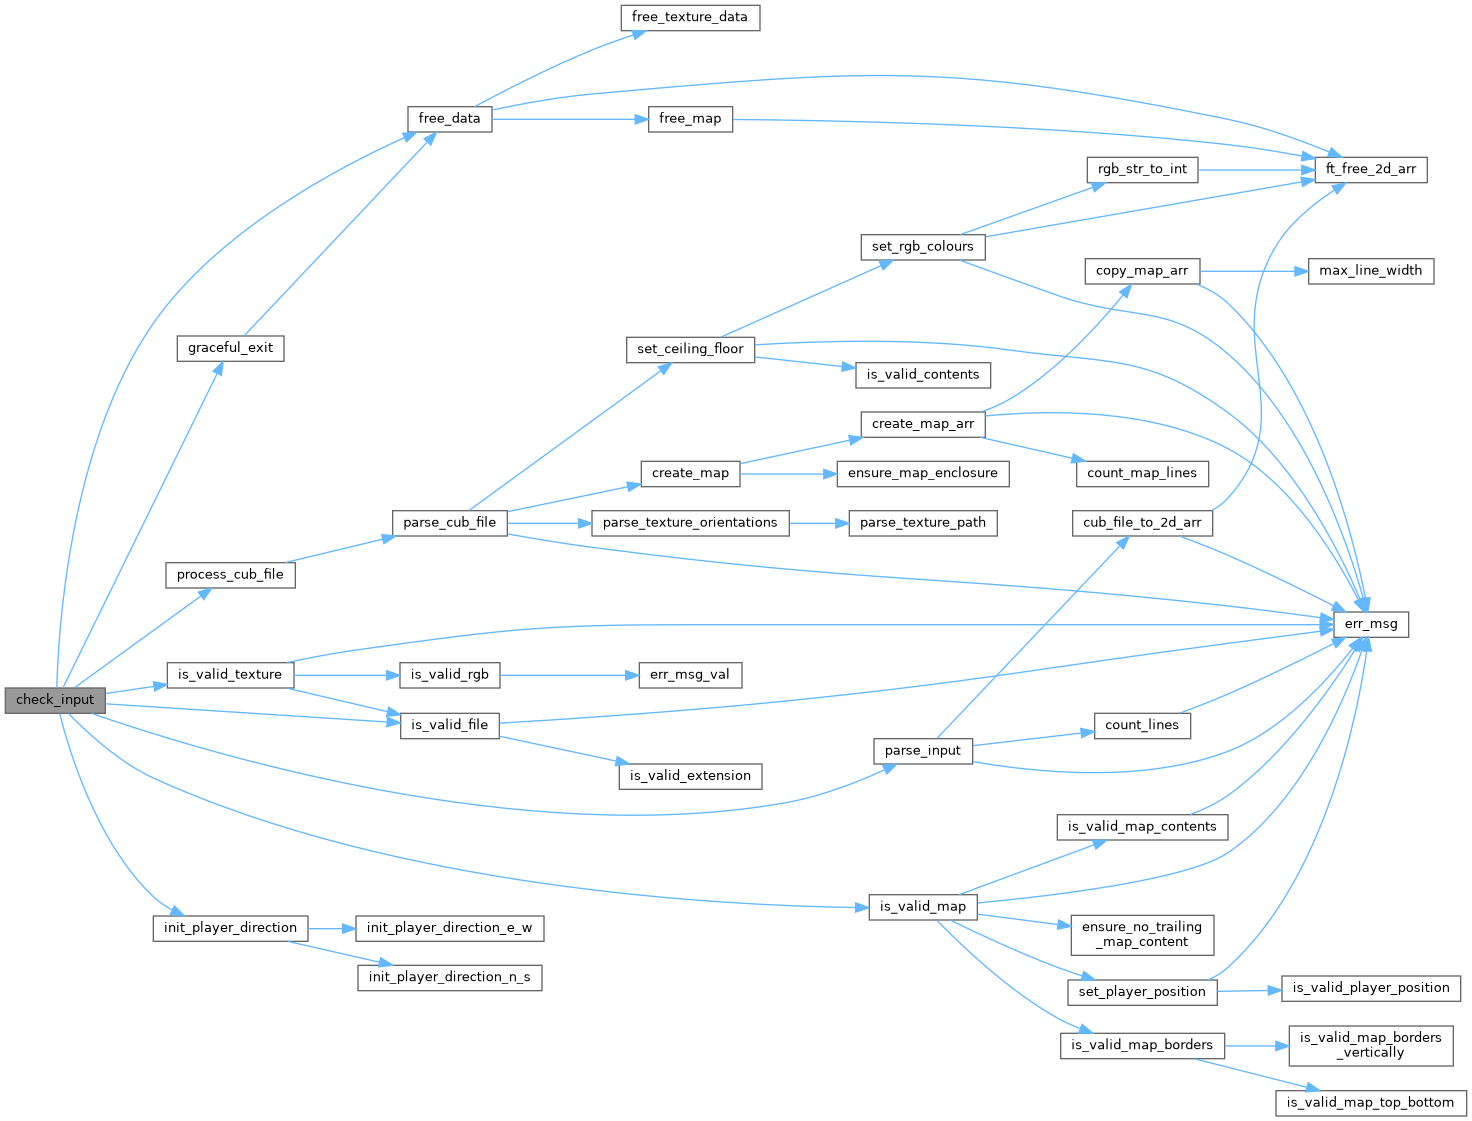 free_texture_data
free_data
free_map
rgb_str_to_int
ft_free_2d_arr
set_rgb_colours
copy_map_arr
max_line_width
graceful_exit
set_ceiling_floor
is_valid_contents
create_map_arr
create_map
ensure_map_enclosure
count_map_lines
parse_cub_file
parse_texture_orientations
parse_texture_path
cub_file_to_2d_arr
process_cub_file
err_msg
is_valid_texture
is_valid_rgb
err_msg_val
check_input
is_valid_file
count_lines
parse_input
is_valid_extension
is_valid_map_contents
is_valid_map
init_player_direction
init_player_direction_e_w
ensure_no_trailing
_map_content
init_player_direction_n_s
set_player_position
is_valid_player_position
is_valid_map_borders
is_valid_map_borders
_vertically
is_valid_map_top_bottom